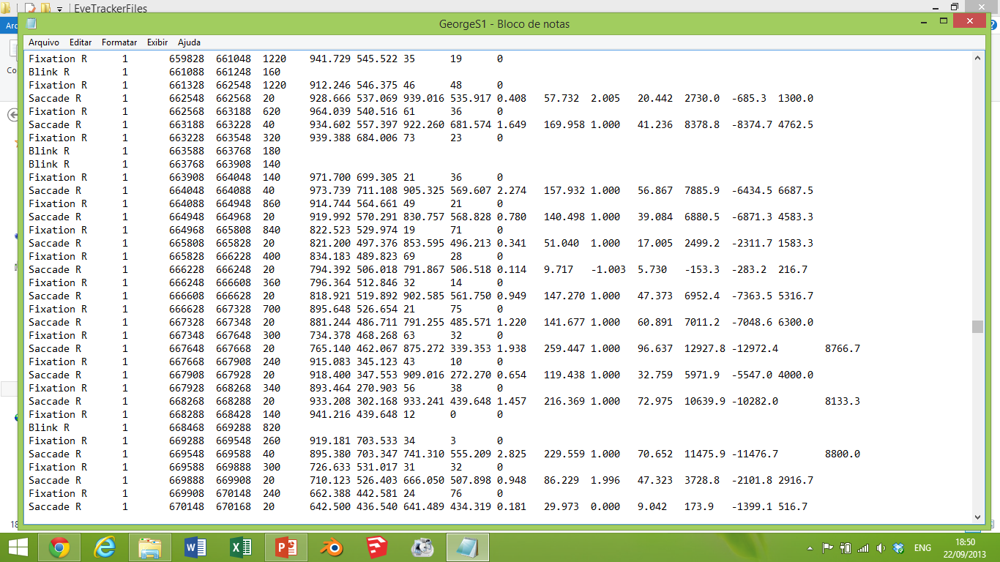 EyeTrackerFiles
GeorgeS1 - Bloco de notas
Arquivo Editar Formatar Exibir Ajuda
Fixation R 1 659828 661048 1220 941.729 545.522 35 19 0
Blink R 1 661088 661248 160
Fixation R 1 661328 662548 1220 912.246 546.375 46 48 0
Saccade R 1 662548 662568 20 928.666 537.069 939.016 535.917 0.408 57.732 2.005 20.442 2730.0 -685.3 1300.0
Fixation R 1 662568 663188 620 964.039 540.516 61 36 0
Saccade R 1 663188 663228 40 934.602 557.397 922.260 681.574 1.649 169.958 1.000 41.236 8378.8 -8374.7 4762.5
Fixation R 1 663228 663548 320 939.388 684.006 73 23 0
Blink R 1 663588 663768 180
Blink R 1 663768 663908 140
Fixation R 1 663908 664048 140 971.700 699.305 21 36 0
Saccade R 1 664048 664088 40 973.739 711.108 905.325 569.607 2.274 157.932 1.000 56.867 7885.9 -6434.5 6687.5
Fixation R 1 664088 664948 860 914.744 564.661 49 21 0
Saccade R 1 664948 664968 20 919.992 570.291 830.757 568.828 0.780 140.498 1.000 39.084 6880.5 -6871.3 4583.3
Fixation R 1 664968 665808 840 822.523 529.974 19 71 0
Saccade R 1 665808 665828 20 821.200 497.376 853.595 496.213 0.341 51.040 1.000 17.005 2499.2 -2311.7 1583.3
Fixation R 1 665828 666228 400 834.183 489.823 69 28 0
Saccade R 1 666228 666248 20 794.392 506.018 791.867 506.518 0.114 9.717 -1.003 5.730 -153.3 -283.2 216.7
Fixation R 1 666248 666608 360 796.364 512.846 32 14 0
Saccade R 1 666608 666628 20 818.921 519.892 902.585 561.750 0.949 147.270 1.000 47.373 6952.4 -7363.5 5316.7
Fixation R 1 666628 667328 700 895.648 526.654 21 75 0
Saccade R 1 667328 667348 20 881.244 486.711 791.255 485.571 1.220 141.677 1.000 60.891 7011.2 -7048.6 6300.0
Fixation R 1 667348 667648 300 734.378 468.268 63 32 0
Saccade R 1 667648 667668 20 765.140 462.067 875.272 339.353 1.938 259.447 1.000 96.637 12927.8 -12972.4 8766.7
Fixation R 1 667668 667908 240 915.083 345.123 43 10 0
Saccade R 1 667908 667928 20 918.400 347.553 909.016 272.270 0.654 119.438 1.000 32.759 5971.9 -5547.0 4000.0
Fixation R 1 667928 668268 340 893.464 270.903 56 38 0
Saccade R 1 668268 668288 20 933.208 302.168 933.241 439.648 1.457 216.369 1.000 72.975 10639.9 -10282.0 8133.3
Fixation R 1 668288 668428 140 941.216 439.648 12 0 0
Blink R 1 668468 669288 820
Fixation R 1 669288 669548 260 919.181 703.533 34 3 0
Saccade R 1 669548 669588 40 895.380 703.347 741.310 555.209 2.825 229.559 1.000 70.652 11475.9 -11476.7 8800.0
Fixation R 1 669588 669888 300 726.633 531.017 31 32 0
Saccade R 1 669888 669908 20 710.123 526.403 666.050 507.898 0.948 86.229 1.996 47.323 3728.8 -2101.8 2916.7
Fixation R 1 669908 670148 240 662.388 442.581 24 76 0
Saccade R 1 670148 670168 20 642.500 436.540 641.489 434.319 0.181 29.973 0.000 9.042 173.9 -1399.1 516.7
ENG
18:50
22/09/2013